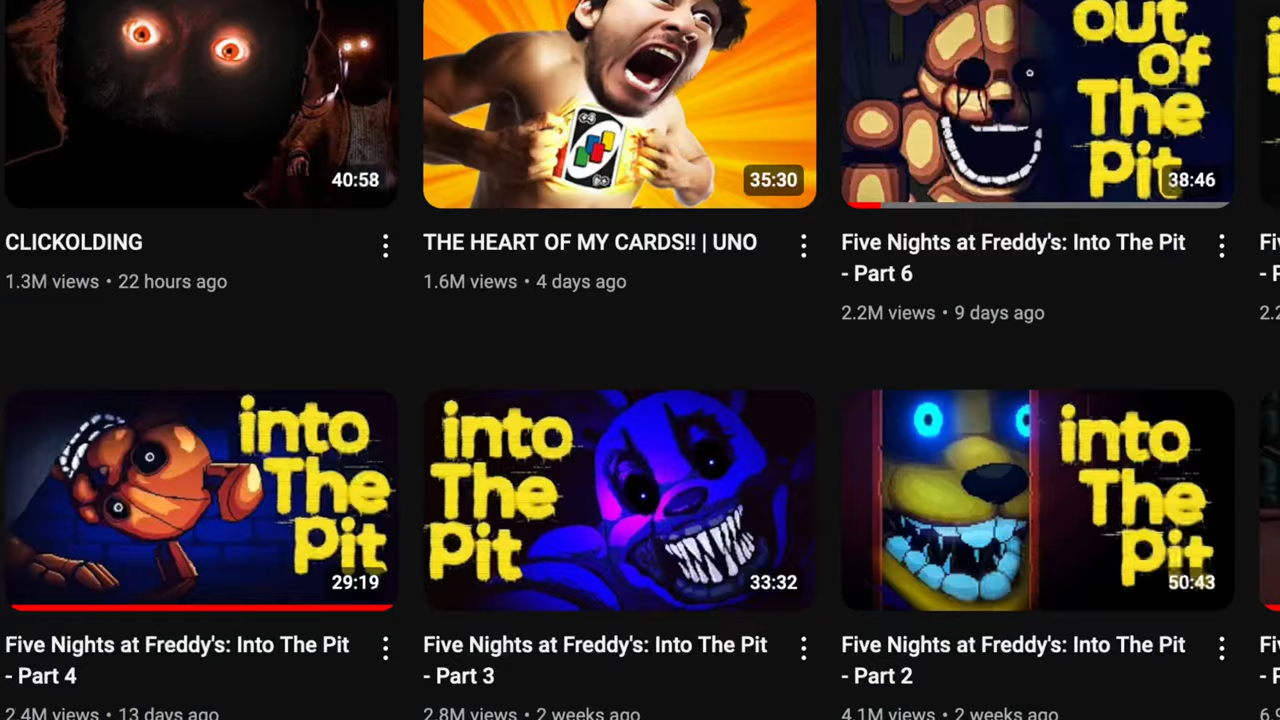 out
of
The
Pit
40:58
35:30
38:46
CLICKOLDING
1.3M views • 22 hours ago
THE HEART OF MY CARDS!! | UNO
1.6M views • 4 days ago
Five Nights at Freddy's: Into The Pit
- Part 6
2.2M views • 9 days ago
into
The
Pit
29:19
into
The
Pit
33:32
into
The
Pit
50:43
Five Nights at Freddy's: Into The Pit
- Part 4
2.4M views • 13 days ago
Five Nights at Freddy's: Into The Pit
- Part 3
2.8M views • 2 weeks ago
Five Nights at Freddy's: Into The Pit
- Part 2
4.1M views • 2 weeks ago